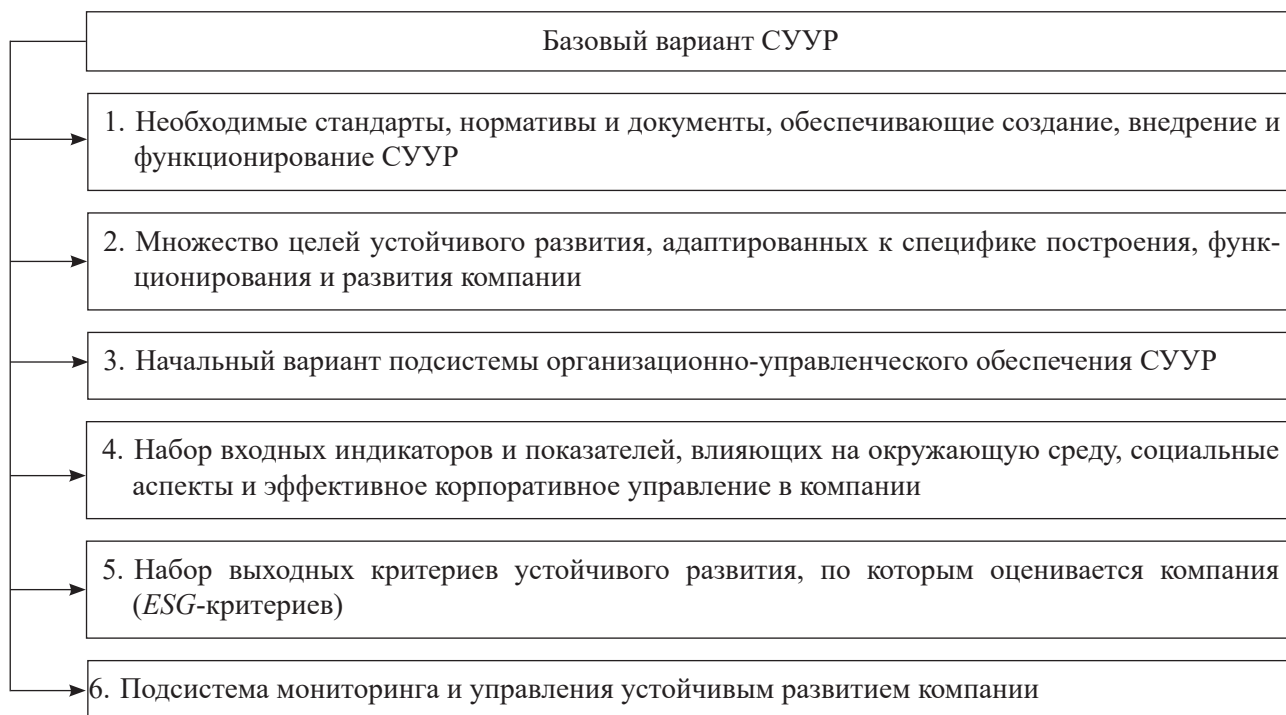 Базовый вариант СУУР
1. Необходимые стандарты, нормативы и документы, обеспечивающие создание, внедрение и
функционирование СУУР
2. Множество целей устойчивого развития, адаптированных к специфике построения, функ-
ционирования и развития компании
3. Начальный вариант подсистемы организационно-управленческого обеспечения СУУР
4. Набор входных индикаторов и показателей, влияющих на окружающую среду, социальные
аспекты и эффективное корпоративное управление в компании
5. Набор выходных критериев устойчивого развития, по которым оценивается компания
(ESG-критериев)
6. Подсистема мониторинга и управления устойчивым развитием компании